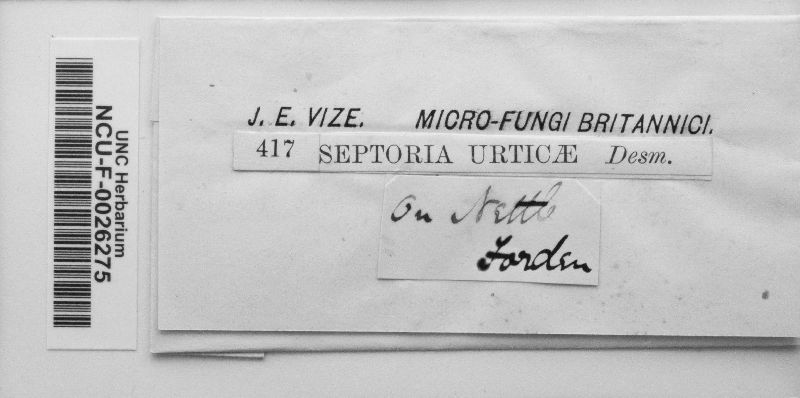 UNC Herbarium
NCU-F-0026275
J. E. VIZE. MICRO-FUNGI BRITANNICI.
417 SEPTORIA URTICÆ Desm.
On Nettle
Forden